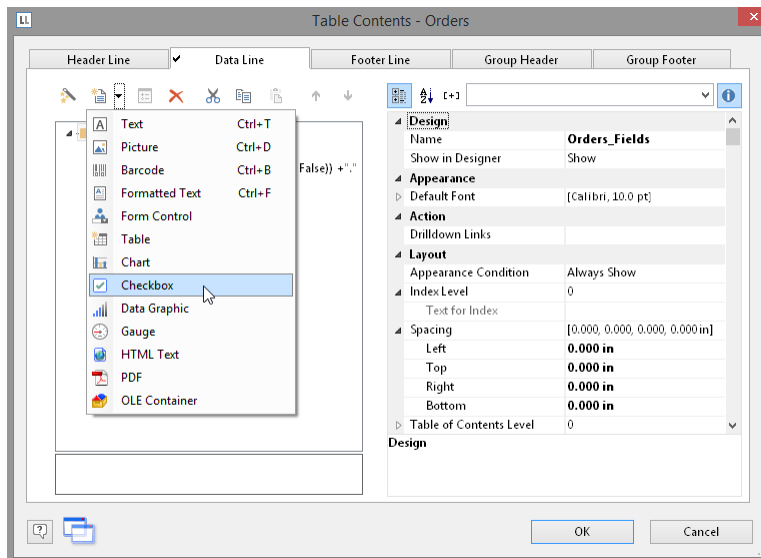 LL
Table Contents - Orders
Header Line
Data Line
Footer Line
Group Header
Group Footer
Text Ctrl+T
Picture Ctrl+D
Barcode Ctrl+B
Formatted Text Ctrl+F
Form Control
Table
Chart
Checkbox
Data Graphic
Gauge
HTML Text
PDF
OLE Container
False)) +"."
Design
Name Orders_Fields
Show in Designer Show
Appearance
Default Font [Calibri, 10.0 pt]
Action
Drilldown Links
Layout
Appearance Condition Always Show
Index Level 0
Text for Index
Spacing [0.000, 0.000, 0.000, 0.000 in]
Left 0.000 in
Top 0.000 in
Right 0.000 in
Bottom 0.000 in
Table of Contents Level 0
Design
OK
Cancel